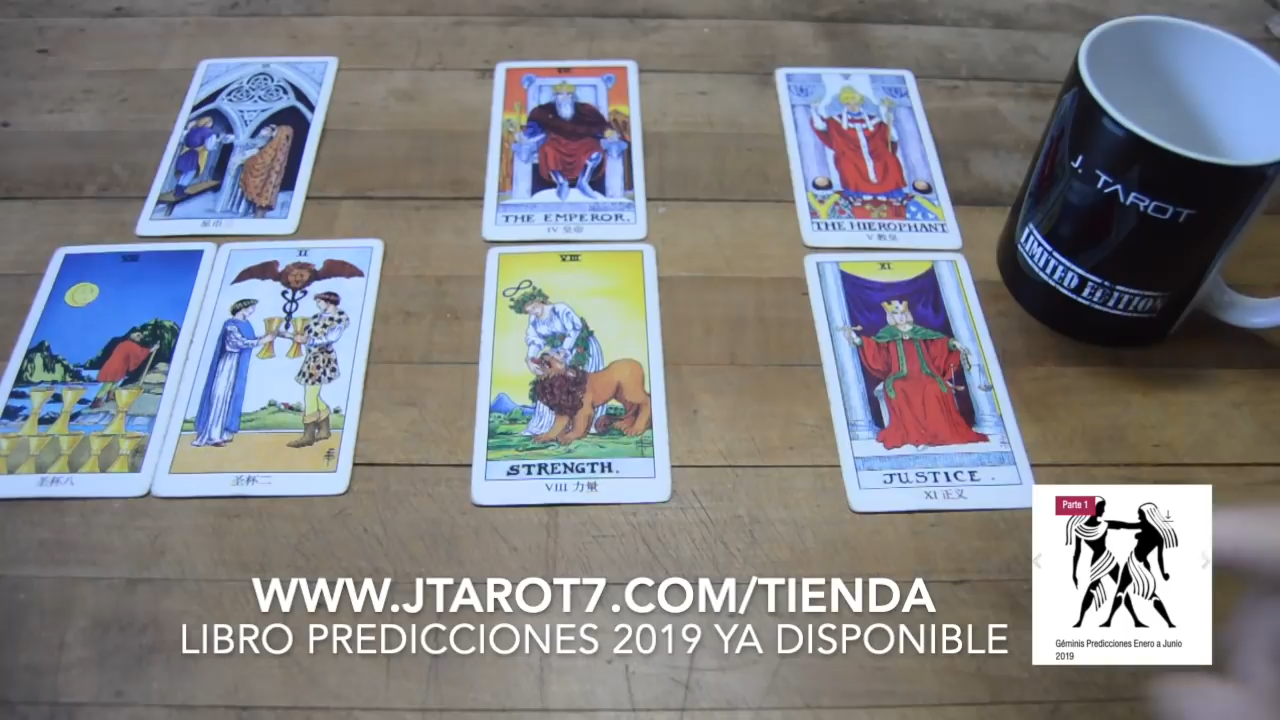 THE EMPEROR.
IV 皇帝
THE HIEROPHANT
V 教皇
J. TAROT
LIMITED EDITION
II
圣杯八
圣杯二
VIII
STRENGTH.
VIII 力量
XI
JUSTICE .
XI 正义
WWW.JTAROT7.COM/TIENDA
LIBRO PREDICCIONES 2019 YA DISPONIBLE
Parte 1
Géminis Predicciones Enero a Junio
2019